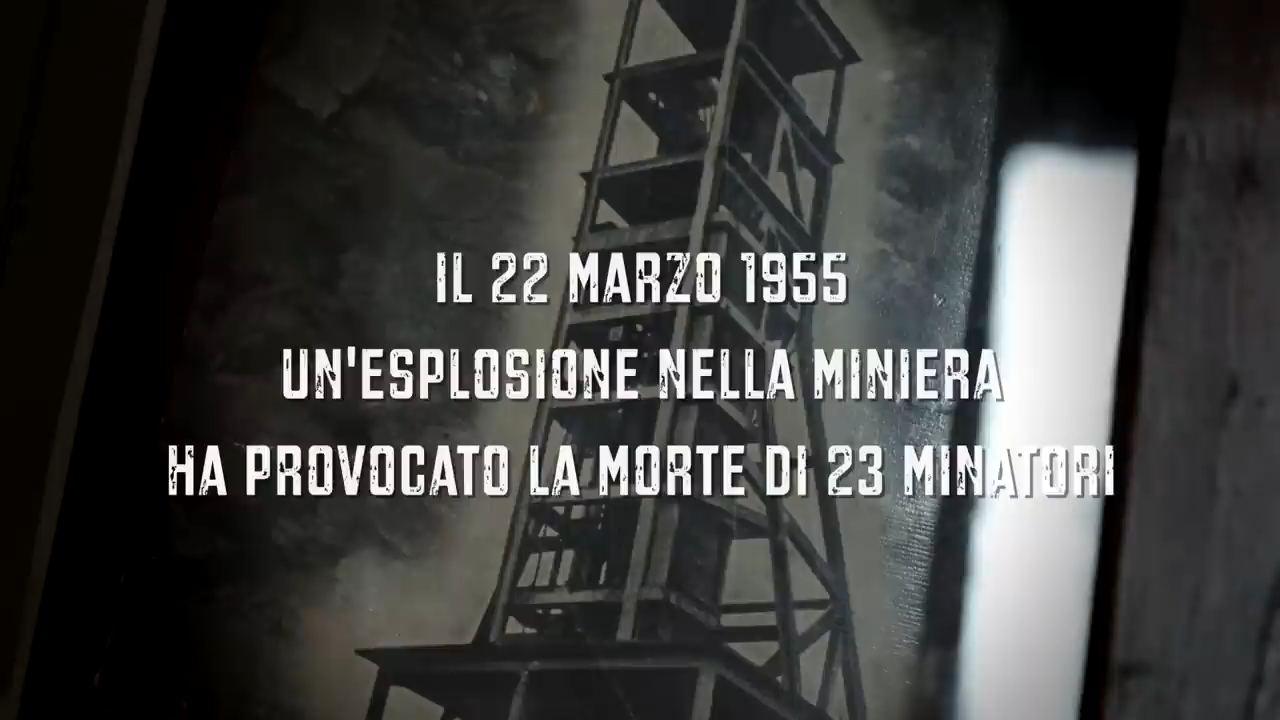 IL 22 MARZO 1955
UN'ESPLOSIONE NELLA MINIERA
HA PROVOCATO LA MORTE DI 23 MINATORI